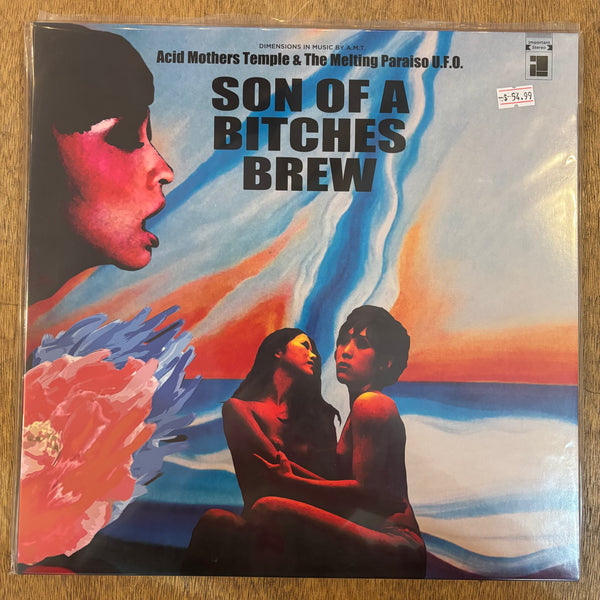 DIMENSIONS IN MUSIC BY A.M.T.
Acid Mothers Temple & The Melting Paraiso U.F.O.
SON OF A
BITCHES
BREW
important
Stereo
$ 54.99